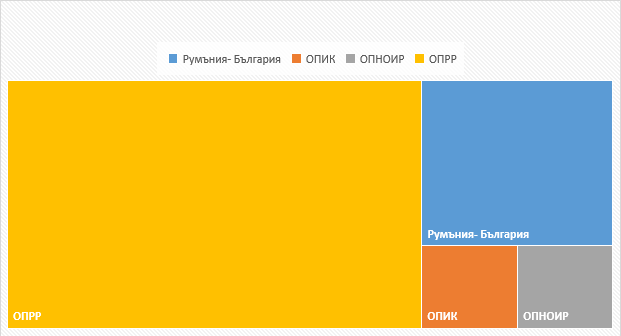 Румъния- България ОПИК ОПНОИР ОПРР
Румъния- България
ОПРР ОПИК ОПНОИР